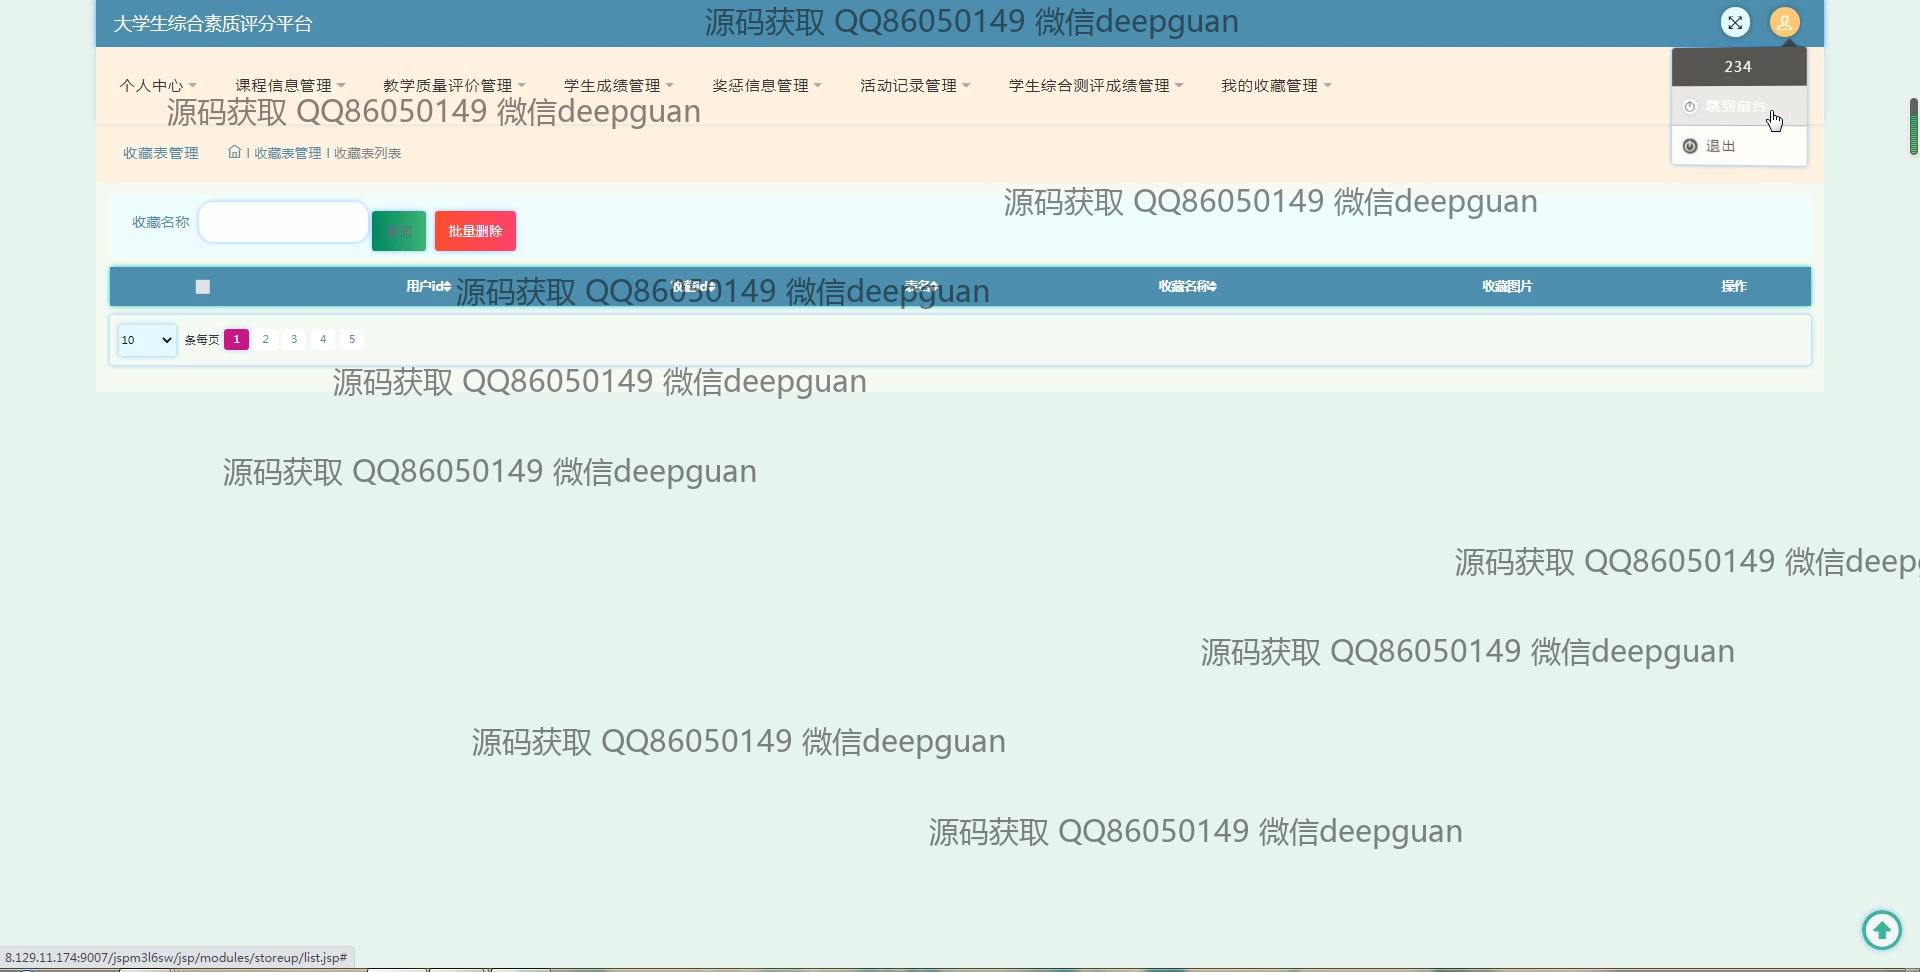 大学生综合素质评分平台
源码获取 QQ86050149 微信deepguan
234
个人中心 课程信息管理 教学质量评价管理 学生成绩管理 奖惩信息管理 活动记录管理 学生综合测评成绩管理 我的收藏管理
跳到前台
源码获取 QQ86050149 微信deepguan
退出
收藏表管理 收藏表管理 收藏表列表
源码获取 QQ86050149 微信deepguan
收藏名称 查询 批量删除
用户id 收藏id 表名 收藏名称 收藏图片 操作
源码获取 QQ86050149 微信deepguan
10 条每页 1 2 3 4 5
源码获取 QQ86050149 微信deepguan
源码获取 QQ86050149 微信deepguan
源码获取 QQ86050149 微信deep
源码获取 QQ86050149 微信deepguan
源码获取 QQ86050149 微信deepguan
源码获取 QQ86050149 微信deepguan
8.129.11.174:9007/jspm3l6sw/jsp/modules/storeup/list.jsp#